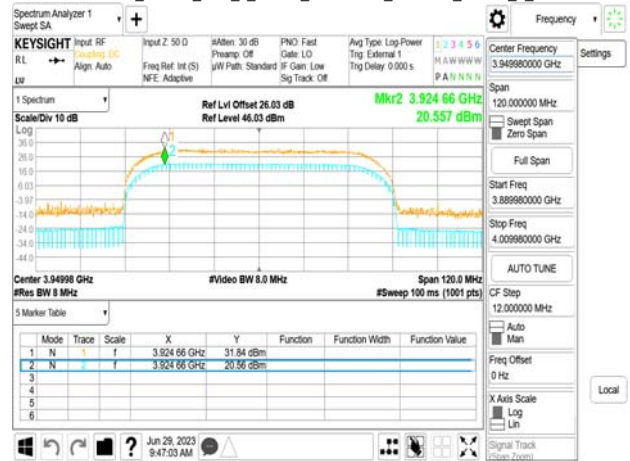 Spectrum Analyzer 1
Swept SA
Frequency
KEYSIGHT
Input: RF
Coupling: DC
Align: Auto
Input Z: 50 Ω
Freq Ref: Int (S)
NFE: Adaptive
#Atten: 30 dB
Preamp: Off
µW Path: Standard
PNO: Fast
Gate: LO
IF Gain: Low
Sig Track: Off
Avg Type: Log-Power
Trig: External 1
Trig Delay: 0.000 s
1 2 3 4 5 6
M A W W W W
P A N N N N
RL
1 Spectrum
Scale/Div 10 dB
Log
Ref Lvl Offset 26.03 dB
Ref Level 46.03 dBm
Mkr2 3.924 66 GHz
20.557 dBm
36.0
26.0
16.0
6.03
-3.97
-14.0
-24.0
-34.0
-44.0
1
2
Center 3.94998 GHz
#Res BW 8 MHz
#Video BW 8.0 MHz
Span 120.0 MHz
#Sweep 100 ms (1001 pts)
5 Marker Table
Mode Trace Scale X Y Function Function Width Function Value
1 N 1 f 3.924 66 GHz 31.84 dBm
2 N 2 f 3.924 66 GHz 20.56 dBm
3
4
5
6
Jun 29, 2023
9:47:03 AM
Center Frequency
3.949980000 GHz
Settings
Span
120.000000 MHz
Swept Span
Zero Span
Full Span
Start Freq
3.889980000 GHz
Stop Freq
4.009980000 GHz
AUTO TUNE
CF Step
12.000000 MHz
Auto
Man
Freq Offset
0 Hz
X Axis Scale
Log
Lin
Local
Signal Track
(Span Zoom)